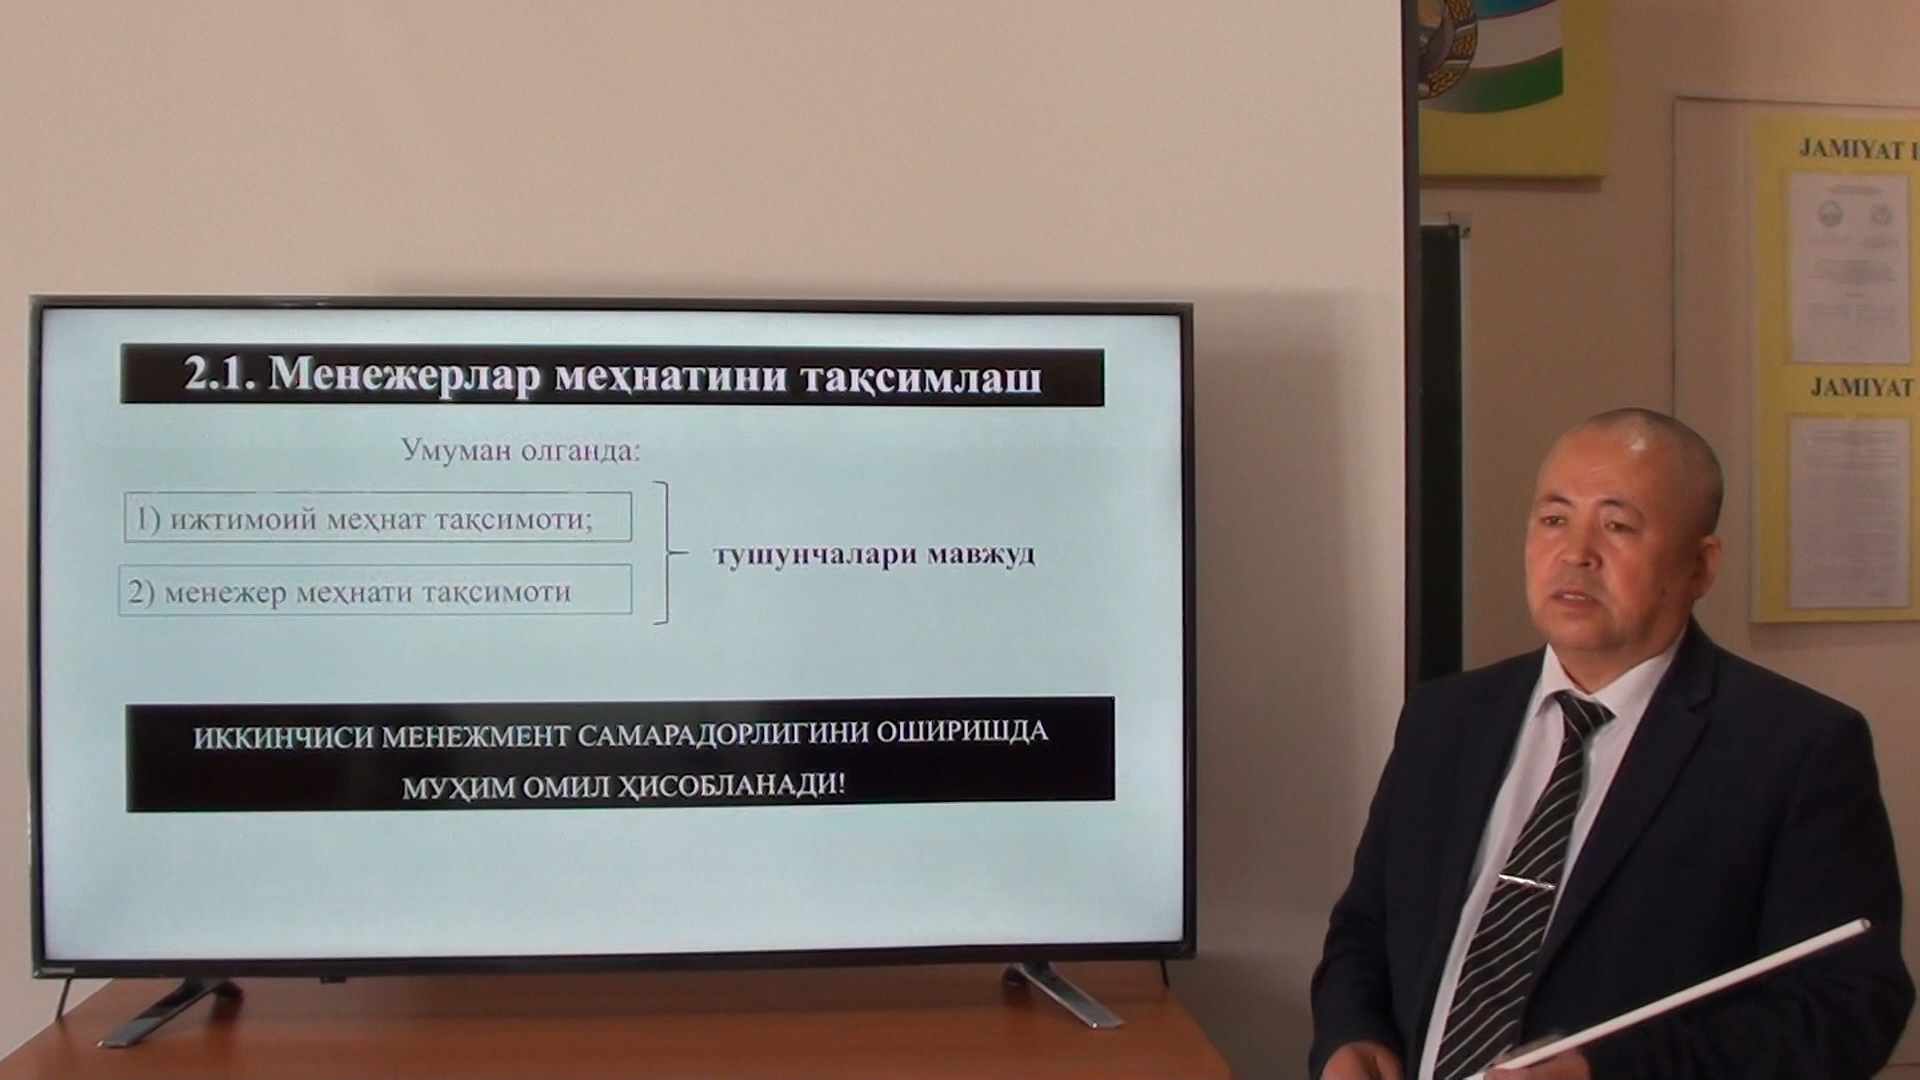 2.1. Менежерлар меҳнатини тақсимлаш
Умуман олганда:
1) ижтимоий меҳнат тақсимоти;
2) менежер меҳнати тақсимоти
тушунчалари мавжуд
ИККИНЧИСИ МЕНЕЖМЕНТ САМАРАДОРЛИГИНИ ОШИРИШДА
МУҲИМ ОМИЛ ҲИСОБЛАНАДИ!
JAMIYAT
JAMIYAT